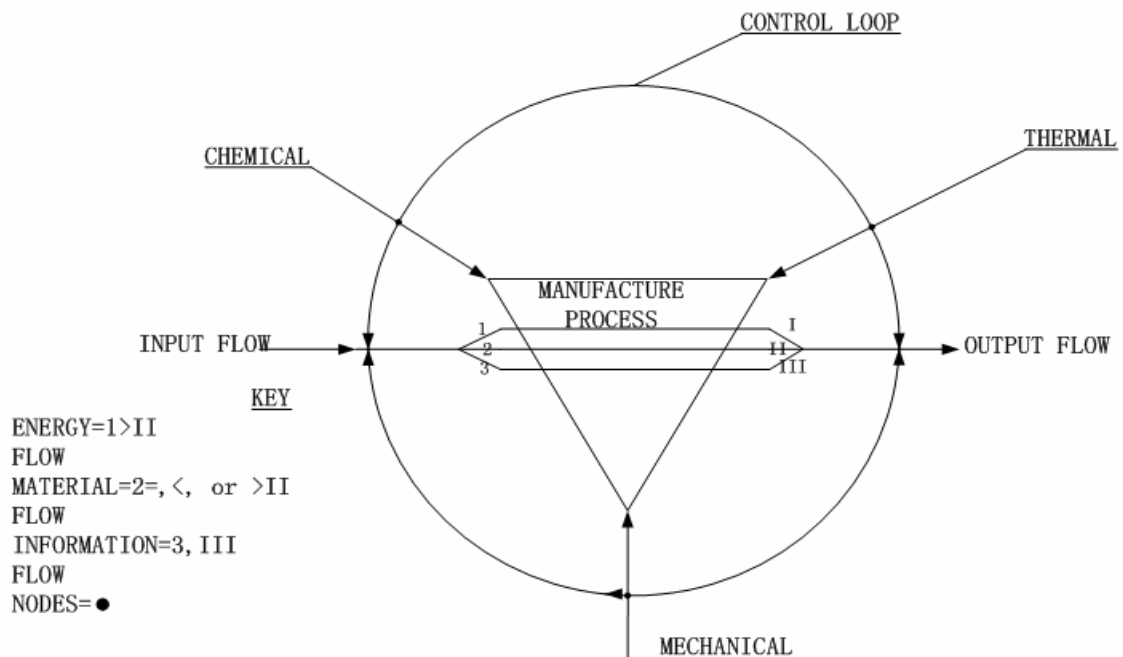 CONTROL LOOP
THERMAL
CHEMICAL
MANUFACTURE
PROCESS
1
I
INPUT FLOW
2
II
OUTPUT FLOW
3
III
KEY
ENERGY=1>II
FLOW
MATERIAL=2=,<, or >II
FLOW
INFORMATION=3,III
FLOW
NODES=●
MECHANICAL